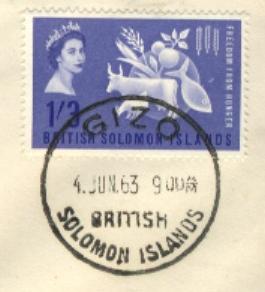 FREEDOM FROM HUNGER
1/3
BRITISH SOLOMON ISLANDS
GIZO
4.JUN.63 9 00
BRITISH
SOLOMON ISLANDS